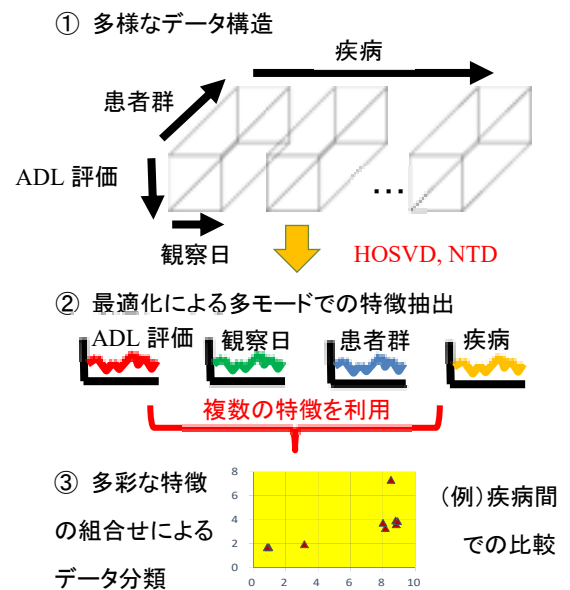 ① 多様なデータ構造
疾病
患者群
ADL 評価
…
観察日
HOSVD, NTD
② 最適化による多モードでの特徴抽出
ADL 評価 観察日 患者群 疾病
複数の特徴を利用
③ 多彩な特徴
の組合せによる
データ分類
8
6
4
2
0
0 2 4 6 8 10
（例）疾病間
での比較